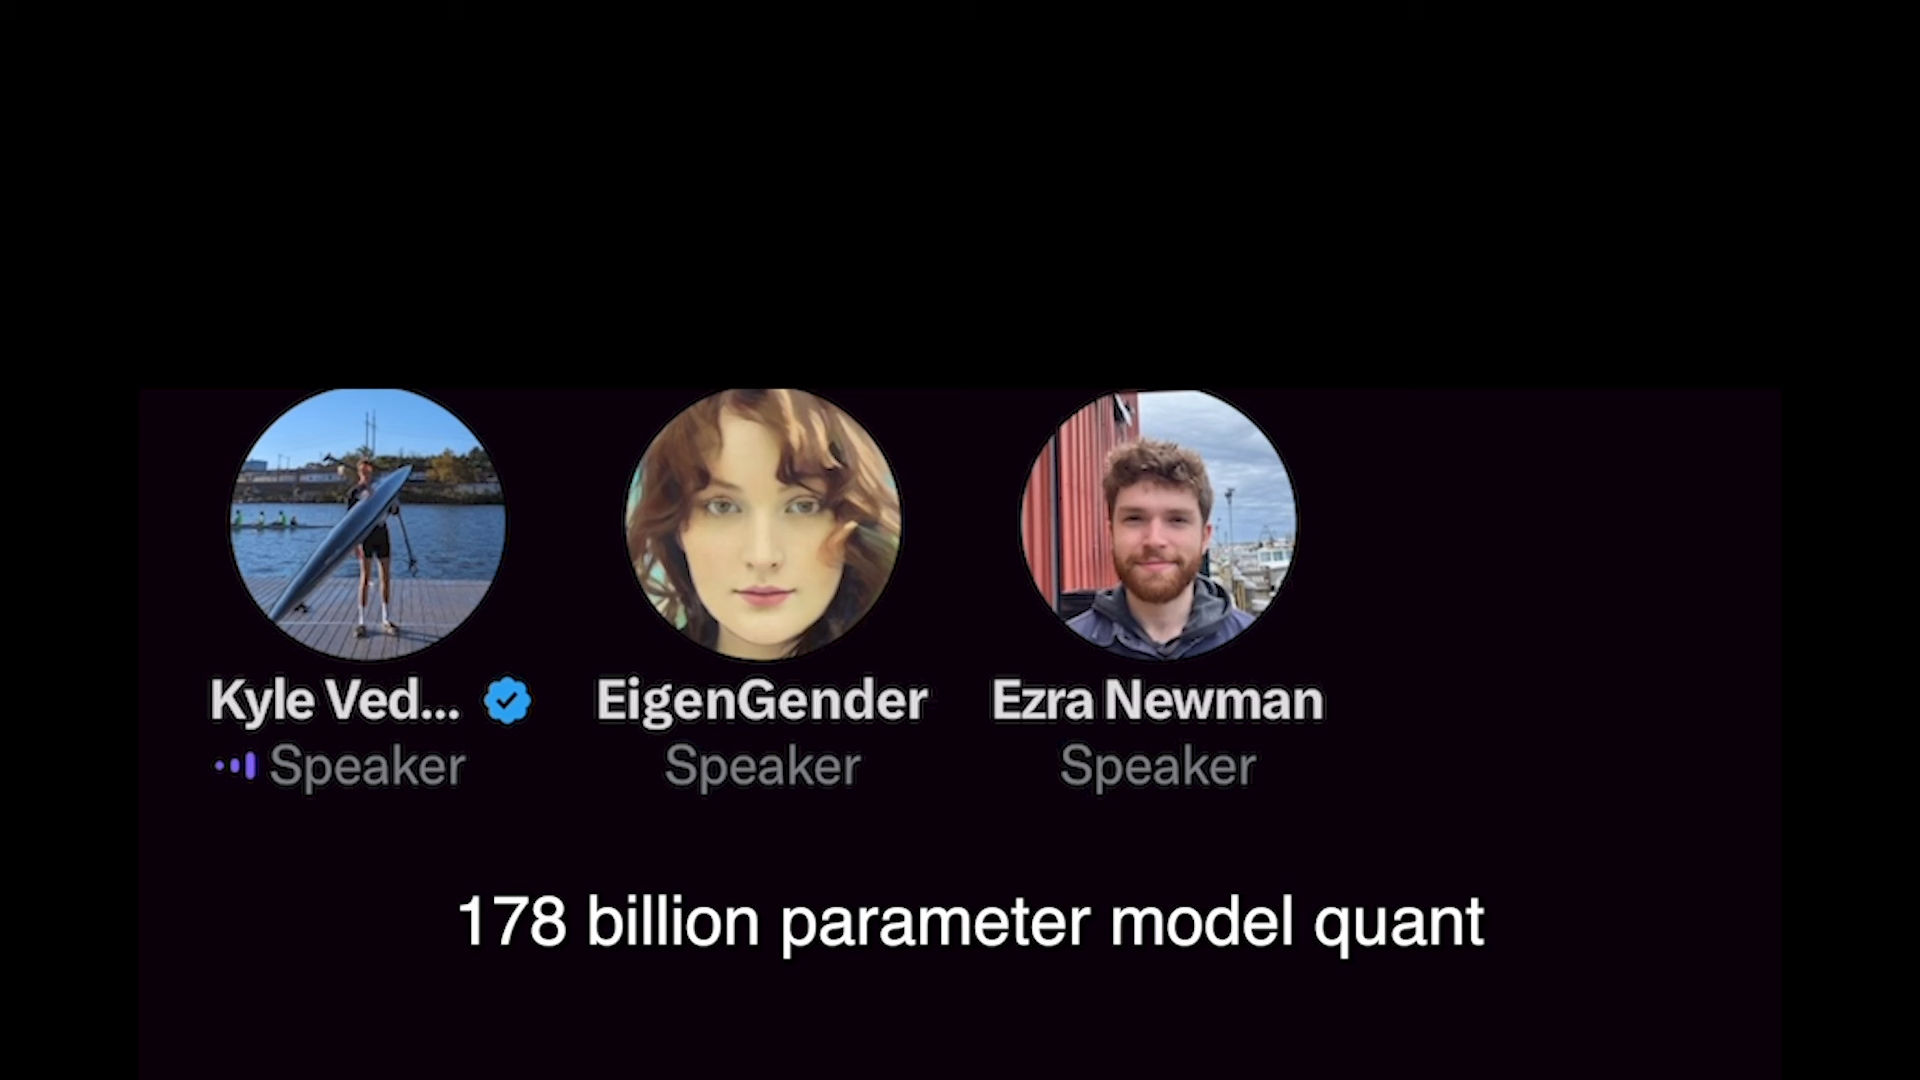 Kyle Ved... EigenGender Ezra Newman
Speaker Speaker Speaker
178 billion parameter model quant